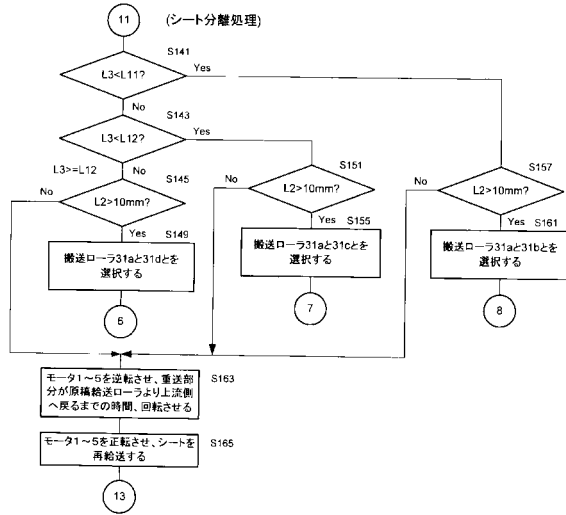 11 (シート分離処理)
S141
L3<L11?
Yes
No
S143
L3<L12?
Yes
L3>=L12
No
S145
No
L2>10mm?
Yes
S149
搬送ローラ31aと31dとを
選択する
6
S151
No
L2>10mm?
Yes
S155
搬送ローラ31aと31cとを
選択する
7
S157
No
L2>10mm?
Yes
S161
搬送ローラ31aと31bとを
選択する
8
モータ1～5を逆転させ、重送部
分が原稿給送ローラより上流側
へ戻るまでの時間、回転させる
S163
モータ1～5を正転させ、シートを
再給送する
S165
13